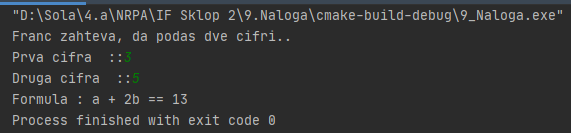 "D:\Sola\4.a\NRPA\IF Sklop 2\9.Naloga\cmake-build-debug\9_Naloga.exe"
Franc zahteva, da podas dve cifri..
Prva cifra  ::3
Druga cifra  ::5
Formula : a + 2b == 13
Process finished with exit code 0